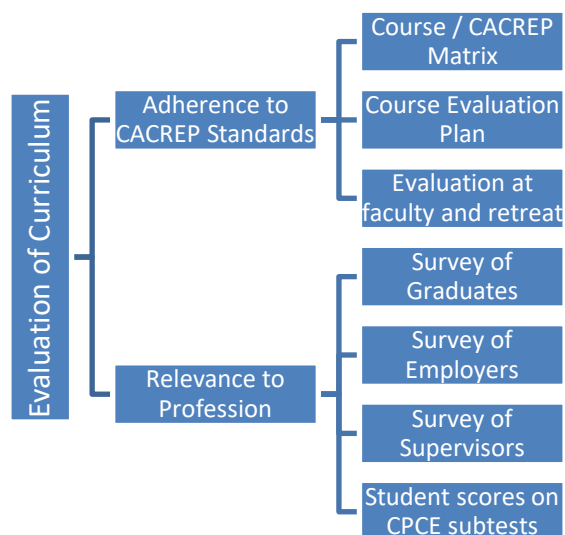 Evaluation of Curriculum
Adherence to
CACREP Standards
Course / CACREP
Matrix
Course Evaluation
Plan
Evaluation at
faculty and retreat
Relevance to
Profession
Survey of
Graduates
Survey of
Employers
Survey of
Supervisors
Student scores on
CPCE subtests